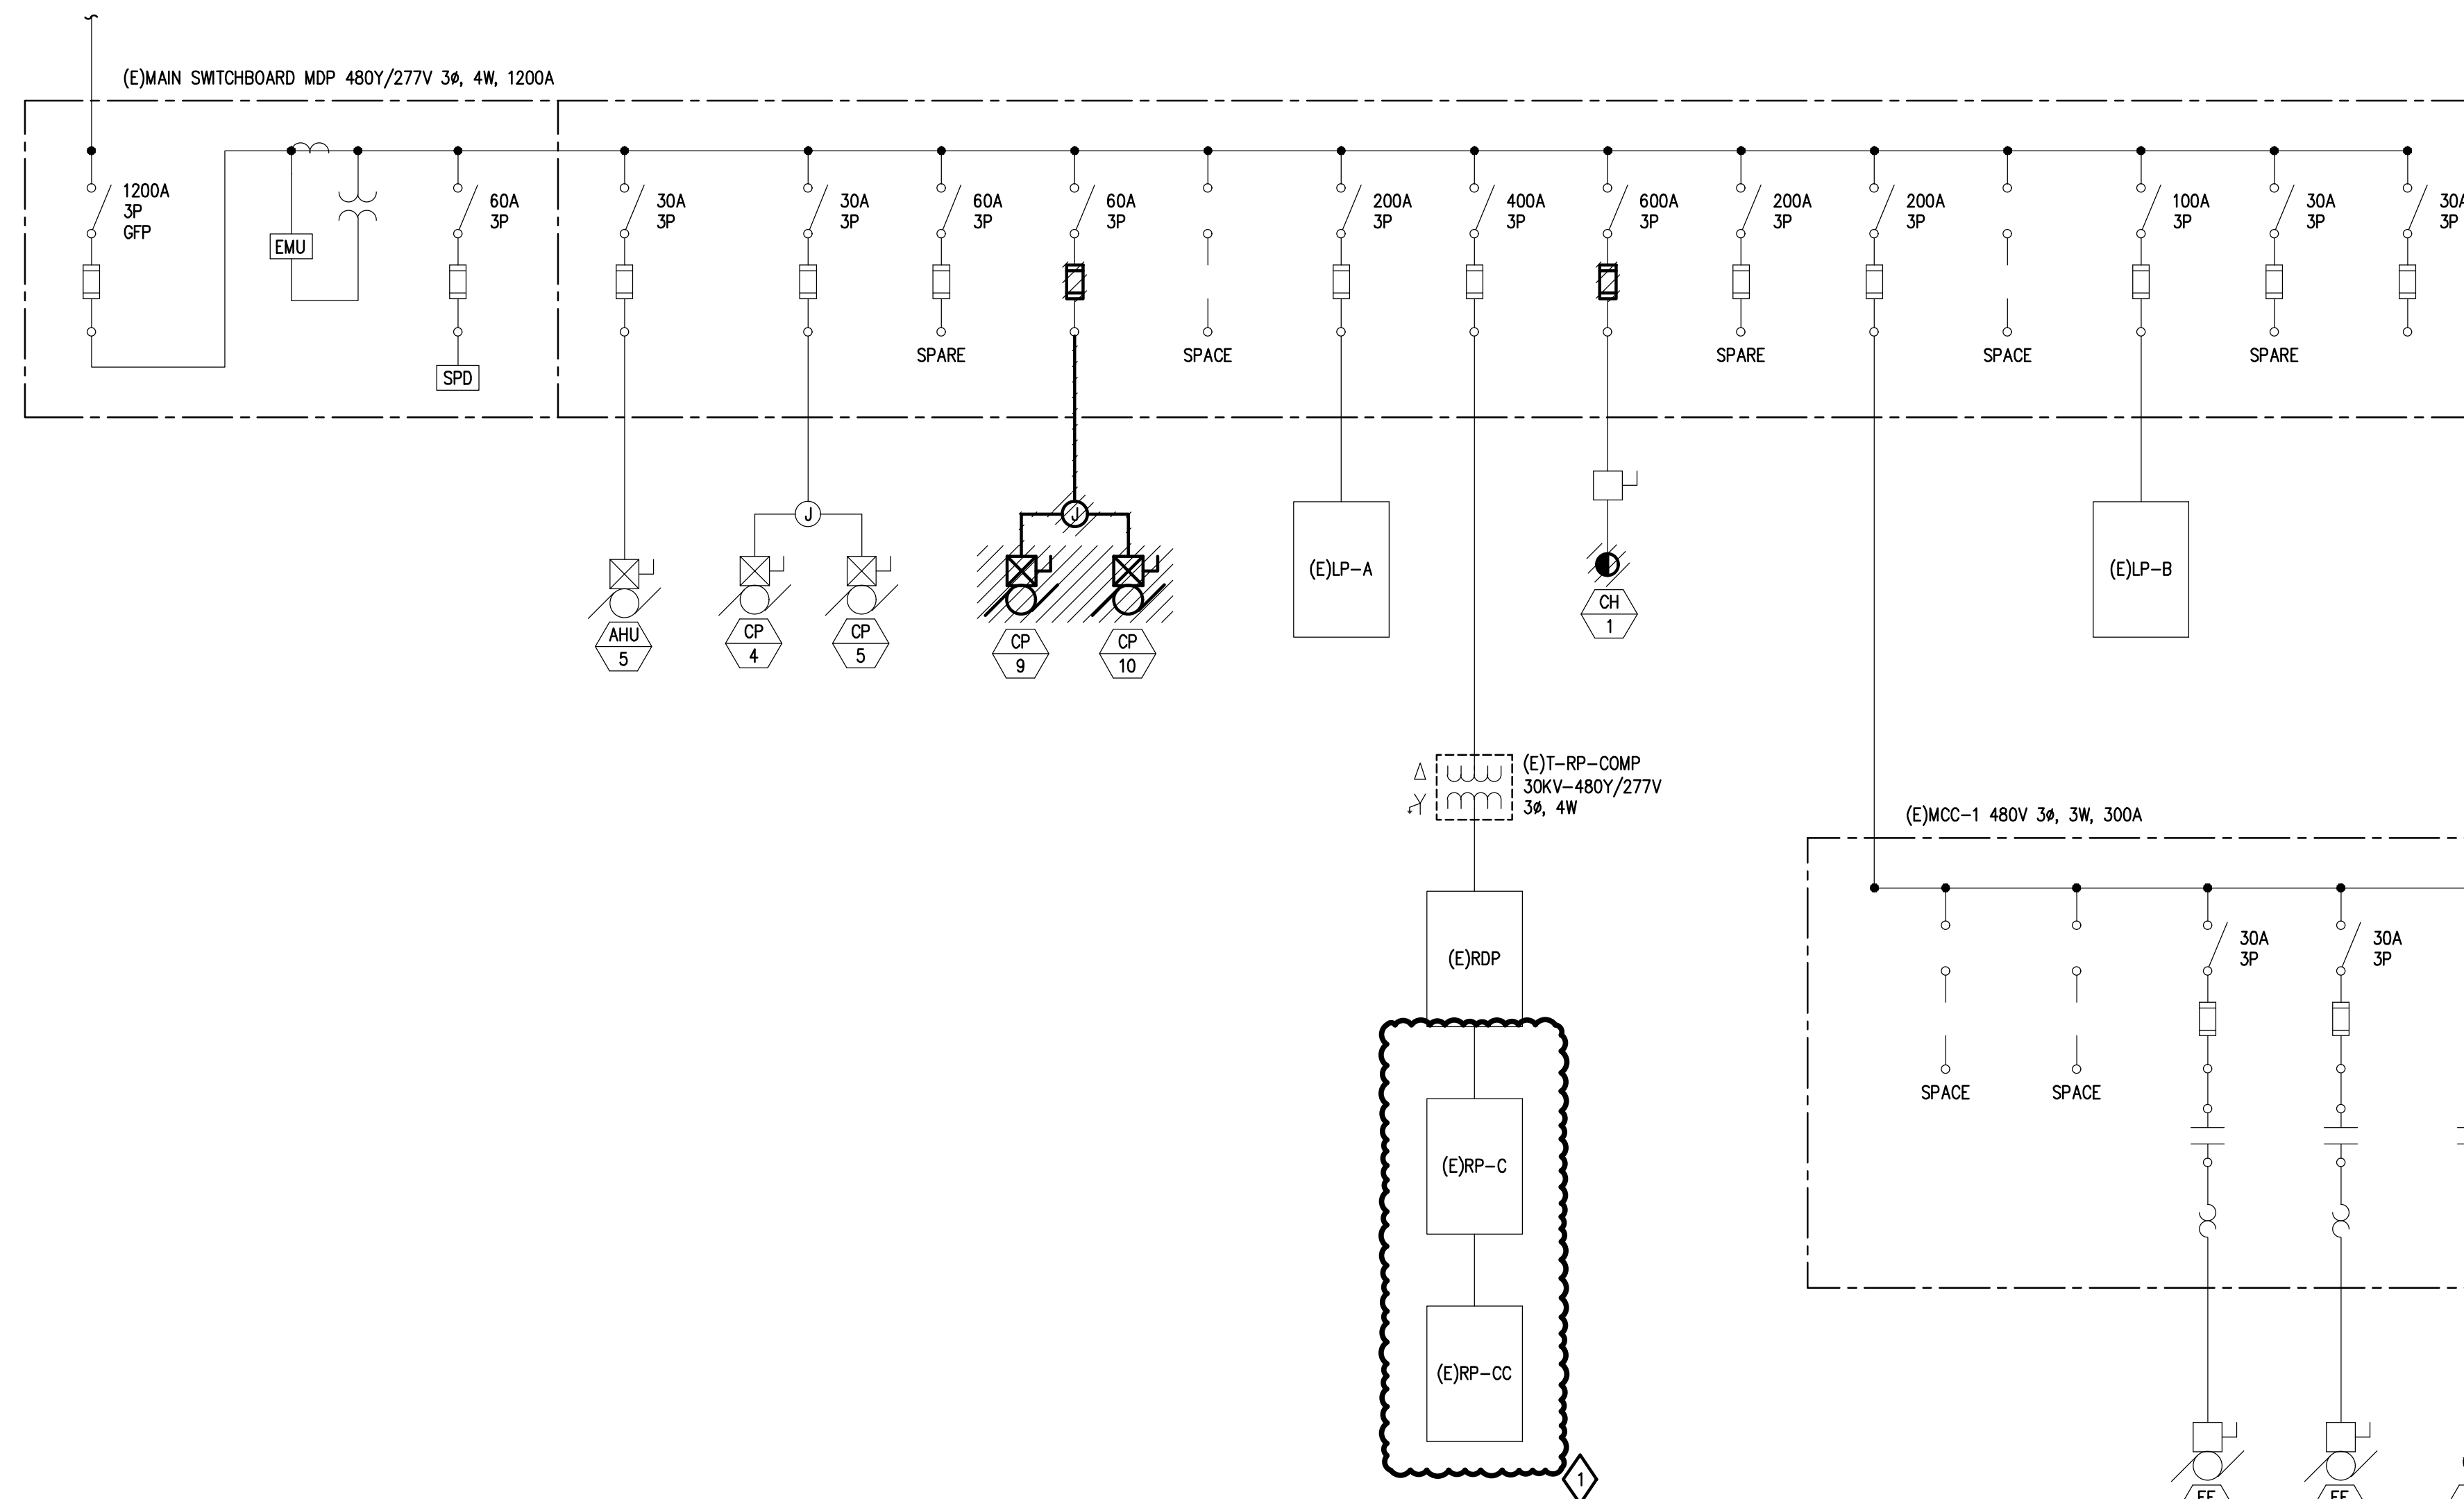 (E)MAIN SWITCHBOARD MDP 480Y/277V 3ø, 4W, 1200A
1200A
3P
GFP
EMU
60A
3P
SPD
30A
3P
30A
3P
60A
3P
SPARE
60A
3P
SPACE
200A
3P
400A
3P
600A
3P
200A
3P
SPARE
200A
3P
SPACE
100A
3P
30A
3P
SPARE
30A
3P
J
J
AHU
5
CP
4
CP
5
CP
9
CP
10
(E)LP-A
CH
1
(E)LP-B
(E)T-RP-COMP
30KV-480Y/277V
3ø, 4W
(E)RDP
(E)RP-C
(E)RP-CC
1
(E)MCC-1 480V 3ø, 3W, 300A
SPACE
SPACE
30A
3P
30A
3P
EF
EF